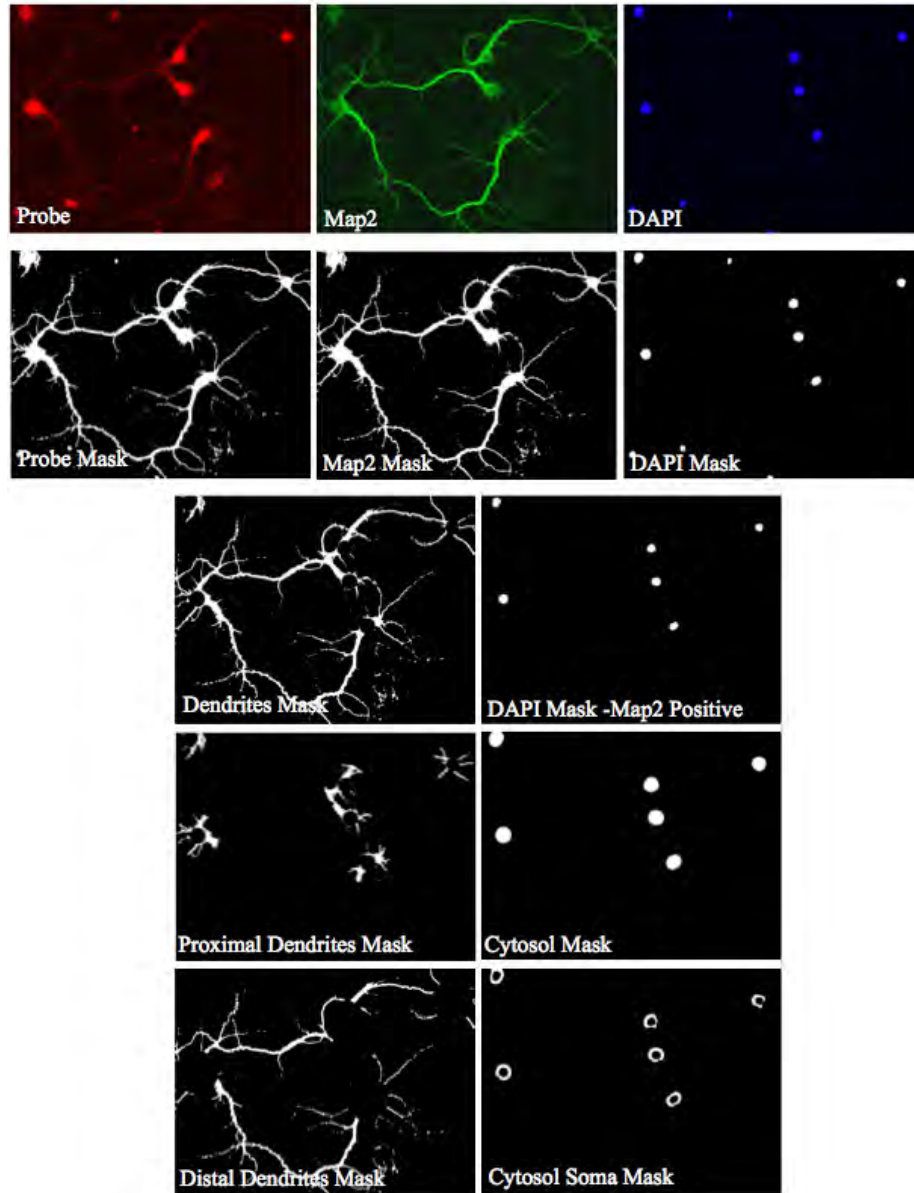 Probe
Map2
DAPI
Probe Mask
Map2 Mask
DAPI Mask
Dendrites Mask
DAPI Mask -Map2 Positive
Proximal Dendrites Mask
Cytosol Mask
Distal Dendrites Mask
Cytosol Soma Mask